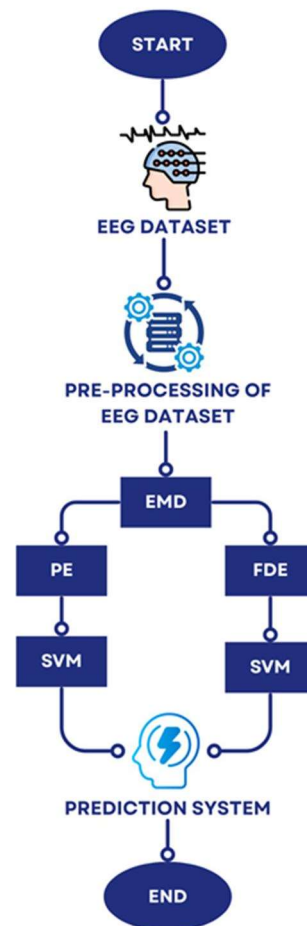 START
EEG DATASET
PRE-PROCESSING OF
EEG DATASET
EMD
PE
FDE
SVM
SVM
PREDICTION SYSTEM
END